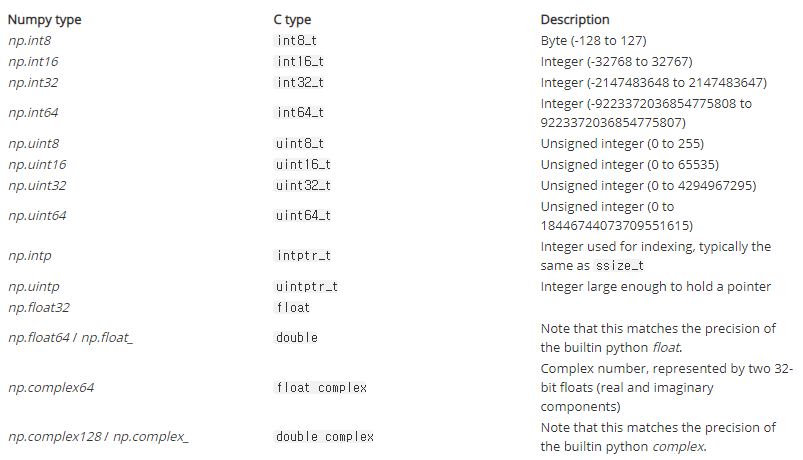 Numpy type C type Description
np.int8 int8_t Byte (-128 to 127)
np.int16 int16_t Integer (-32768 to 32767)
np.int32 int32_t Integer (-2147483648 to 2147483647)
np.int64 int64_t Integer (-9223372036854775808 to
9223372036854775807)
np.uint8 uint8_t Unsigned integer (0 to 255)
np.uint16 uint16_t Unsigned integer (0 to 65535)
np.uint32 uint32_t Unsigned integer (0 to 4294967295)
np.uint64 uint64_t Unsigned integer (0 to
18446744073709551615)
np.intp intptr_t Integer used for indexing, typically the
same as ssize_t
np.uintp uintptr_t Integer large enough to hold a pointer
np.float32 float
np.float64 / np.float_ double Note that this matches the precision of
the builtin python float.
np.complex64 float complex Complex number, represented by two 32-
bit floats (real and imaginary
components)
np.complex128 / np.complex_ double complex Note that this matches the precision of
the builtin python complex.